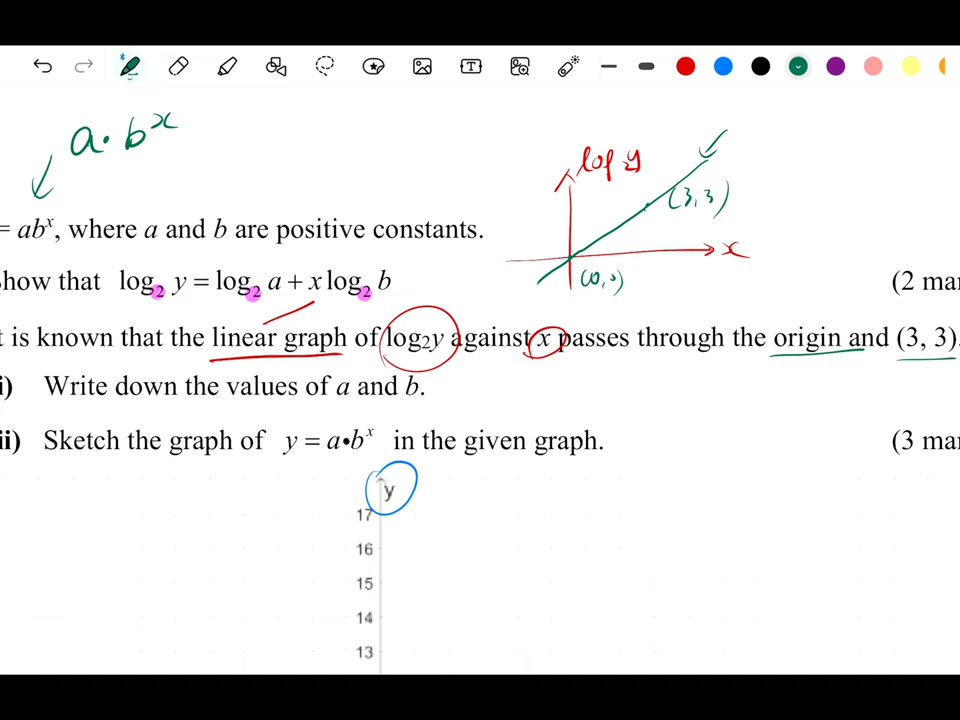 a·b^x
log y
(3,3)
= ab^x, where a and b are positive constants.
x
how that log₂ y = log₂ a + x log₂ b (2 mar
(0,0)
t is known that the linear graph of log₂y against x passes through the origin and (3, 3).
i) Write down the values of a and b.
ii) Sketch the graph of y = a•b^x in the given graph. (3 mar
y
17
16
15
14
13